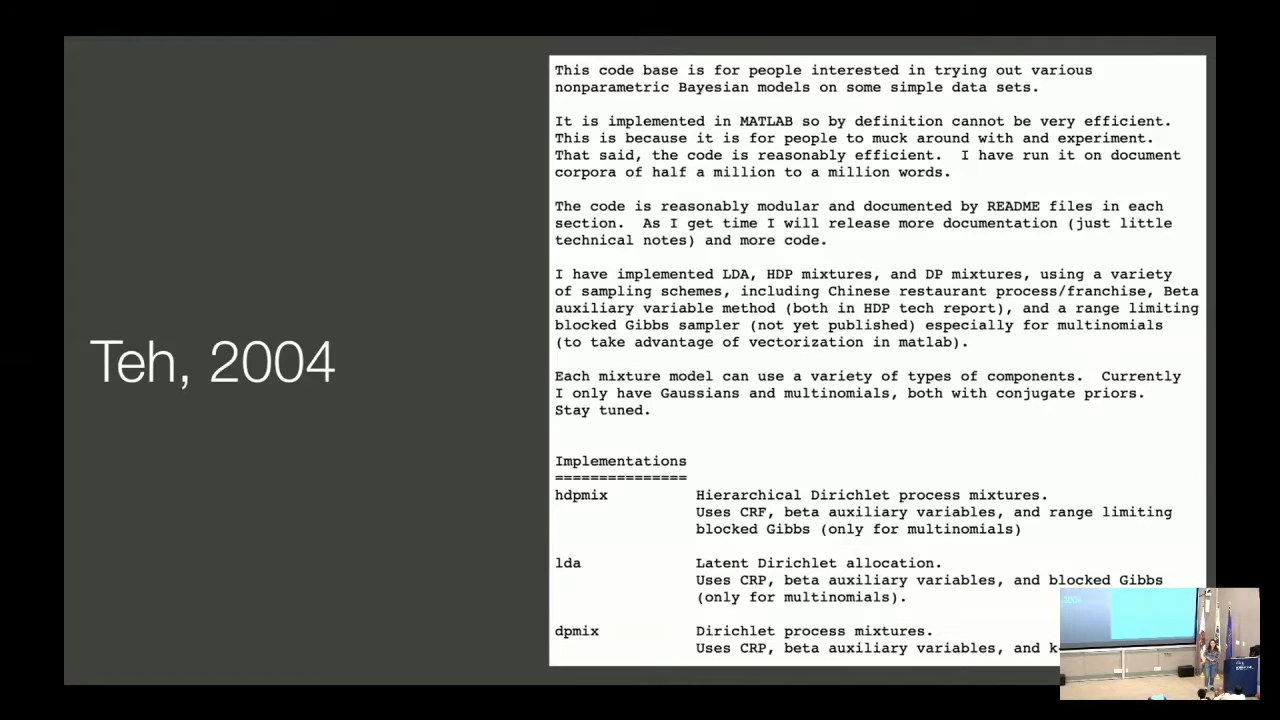 Teh, 2004
This code base is for people interested in trying out various
nonparametric Bayesian models on some simple data sets.
It is implemented in MATLAB so by definition cannot be very efficient.
This is because it is for people to muck around with and experiment.
That said, the code is reasonably efficient.  I have run it on document
corpora of half a million to a million words.
The code is reasonably modular and documented by README files in each
section.  As I get time I will release more documentation (just little
technical notes) and more code.
I have implemented LDA, HDP mixtures, and DP mixtures, using a variety
of sampling schemes, including Chinese restaurant process/franchise, Beta
auxiliary variable method (both in HDP tech report), and a range limiting
blocked Gibbs sampler (not yet published) especially for multinomials
(to take advantage of vectorization in matlab).
Each mixture model can use a variety of types of components.  Currently
I only have Gaussians and multinomials, both with conjugate priors.
Stay tuned.
Implementations
===============
hdpmix Hierarchical Dirichlet process mixtures.
Uses CRF, beta auxiliary variables, and range limiting
blocked Gibbs (only for multinomials)
lda Latent Dirichlet allocation.
Uses CRP, beta auxiliary variables, and blocked Gibbs
(only for multinomials).
dpmix Dirichlet process mixtures.
Uses CRP, beta auxiliary variables, and